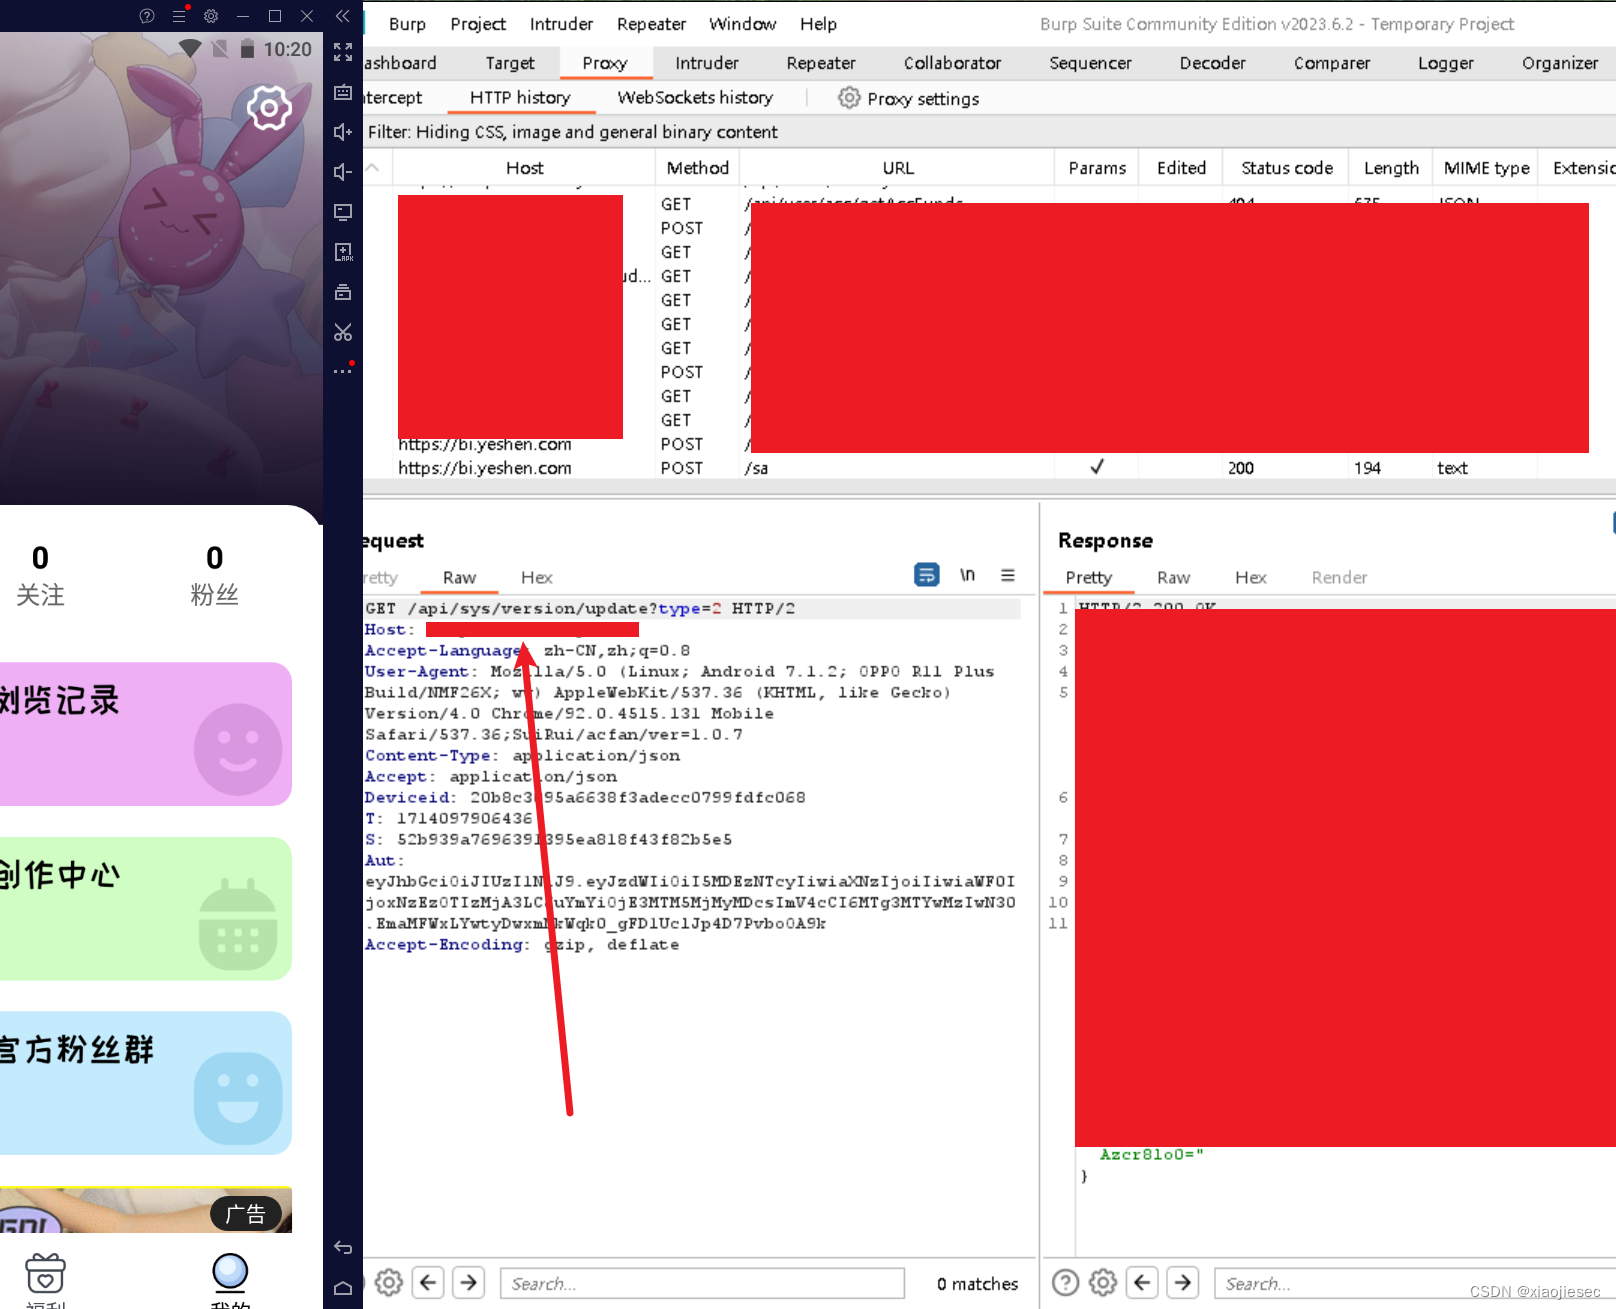 10:20
0
关注
0
粉丝
浏览记录
创作中心
官方粉丝群
广告
福利
我的
Burp Project Intruder Repeater Window Help
Burp Suite Community Edition v2023.6.2 - Temporary Project
ashboard Target Proxy Intruder Repeater Collaborator Sequencer Decoder Comparer Logger Organizer
ntercept HTTP history WebSockets history Proxy settings
Filter: Hiding CSS, image and general binary content
Host Method URL Params Edited Status code Length MIME type Extensio
GET /api/user/acc/get/
POST /
GET /
ud... GET /
GET /
GET /
GET /
POST /
GET /
GET /
https://bi.yeshen.com POST /
https://bi.yeshen.com POST /sa ✓ 200 194 text
equest
retty Raw Hex \n
GET /api/sys/version/update?type=2 HTTP/2
Host:
Accept-Language: zh-CN,zh;q=0.8
User-Agent: Mozilla/5.0 (Linux; Android 7.1.2; OPPO R11 Plus
Build/NMF26X; wv) AppleWebKit/537.36 (KHTML, like Gecko)
Version/4.0 Chrome/92.0.4515.131 Mobile
Safari/537.36;SuiRui/acfan/ver=1.0.7
Content-Type: application/json
Accept: application/json
Deviceid:
T: 1714097906436
S:
Aut:
Accept-Encoding: gzip, deflate
Search...
0 matches
Response
Pretty Raw Hex Render
1 HTTP/2 200 OK
2
3
4
5
6
7
8
9
10
11
Azcr8lo0="
}
Search...
CSDN @xiaojiesec